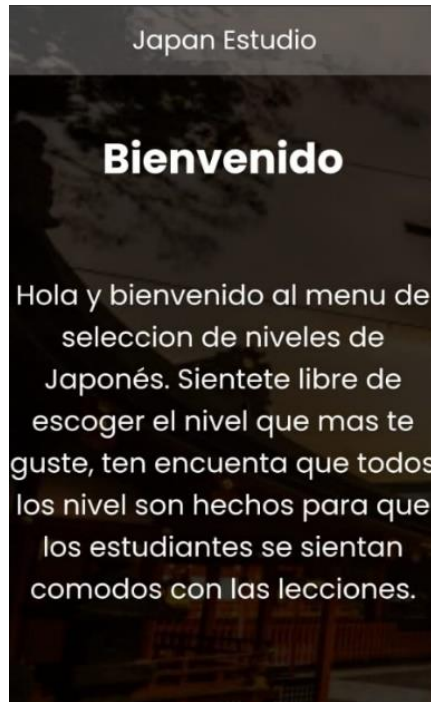 Japan Estudio
Bienvenido
Hola y bienvenido al menu de
seleccion de niveles de
Japonés. Sientete libre de
escoger el nivel que mas te
guste, ten encuenta que todos
los nivel son hechos para que
los estudiantes se sientan
comodos con las lecciones.